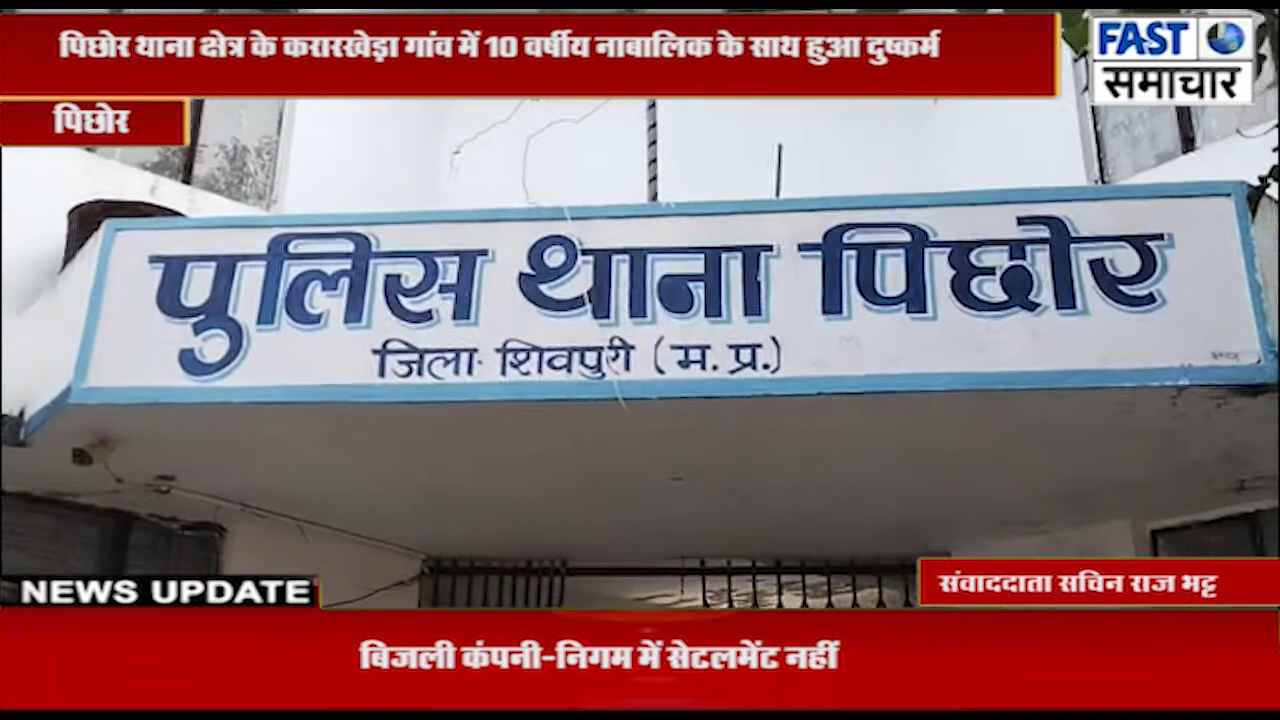 पिछोर थाना क्षेत्र के करारखेड़ा गांव में 10 वर्षीय नाबालिक के साथ हुआ दुष्कर्म
FAST
समाचार
पिछोर
पुलिस थाना पिछोर
जिला शिवपुरी (म.प्र.)
NEWS UPDATE
संवाददाता सचिन राज भट्ट
बिजली कंपनी-निगम में सेटलमेंट नहीं